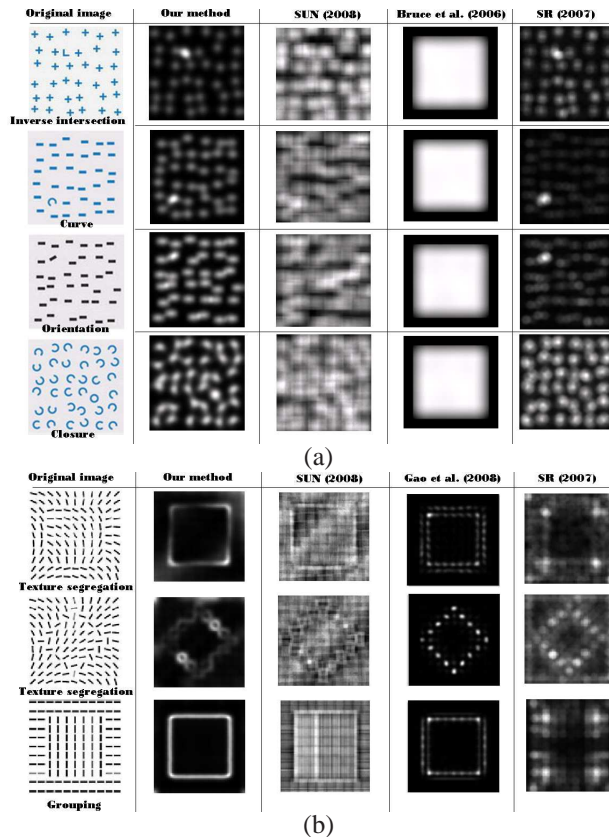 Original image Our method SUN (2008) Bruce et al. (2006) SR (2007)
Inverse intersection
Curve
Orientation
Closure
(a)
Original image Our method SUN (2008) Gao et al. (2008) SR (2007)
Texture segregation
Texture segregation
Grouping
(b)